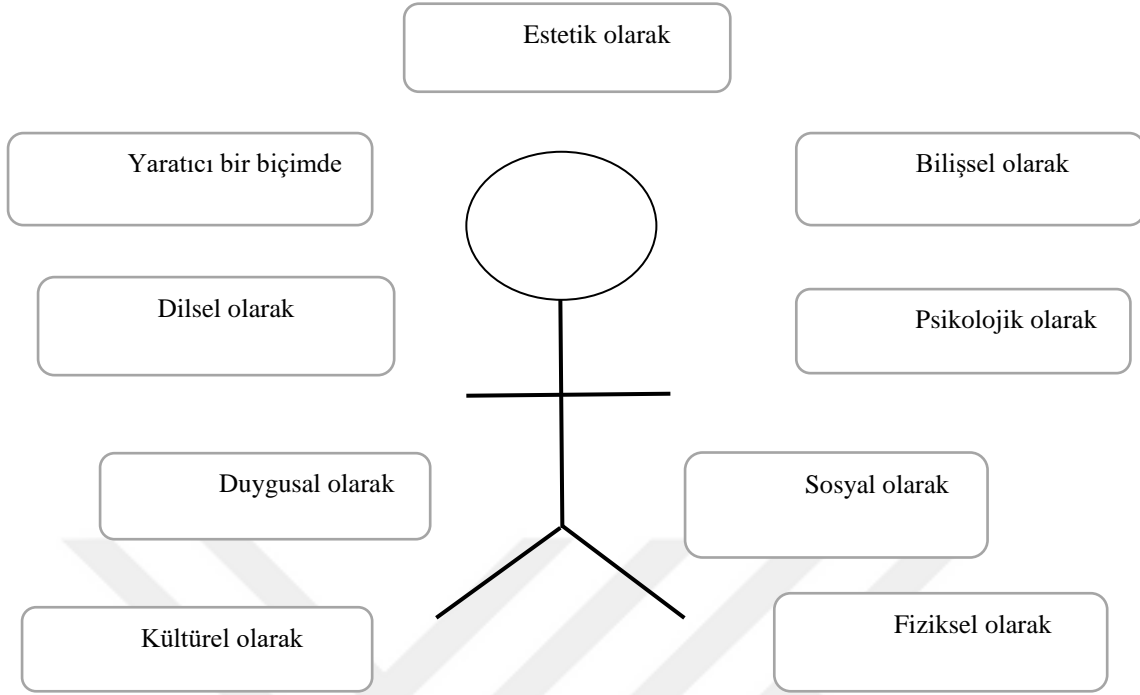 Estetik olarak
Yaratıcı bir biçimde
Bilişsel olarak
Dilsel olarak
Psikolojik olarak
Duygusal olarak
Sosyal olarak
Kültürel olarak
Fiziksel olarak